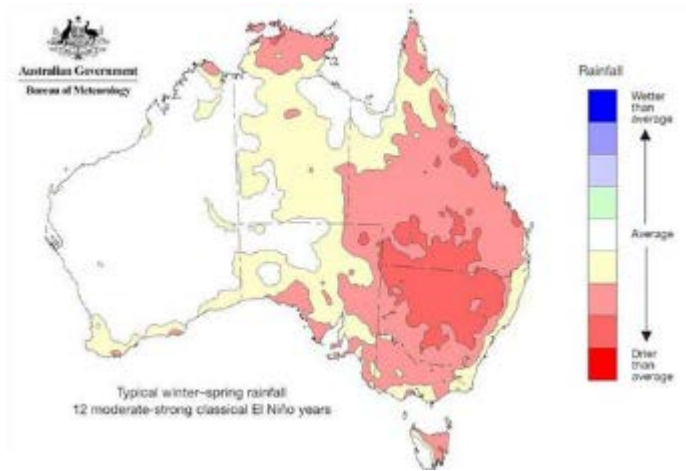 Australian Government
Bureau of Meteorology
Rainfall
Wetter
than
average
Average
Drier
than
average
Typical winter–spring rainfall
12 moderate-strong classical El Niño years